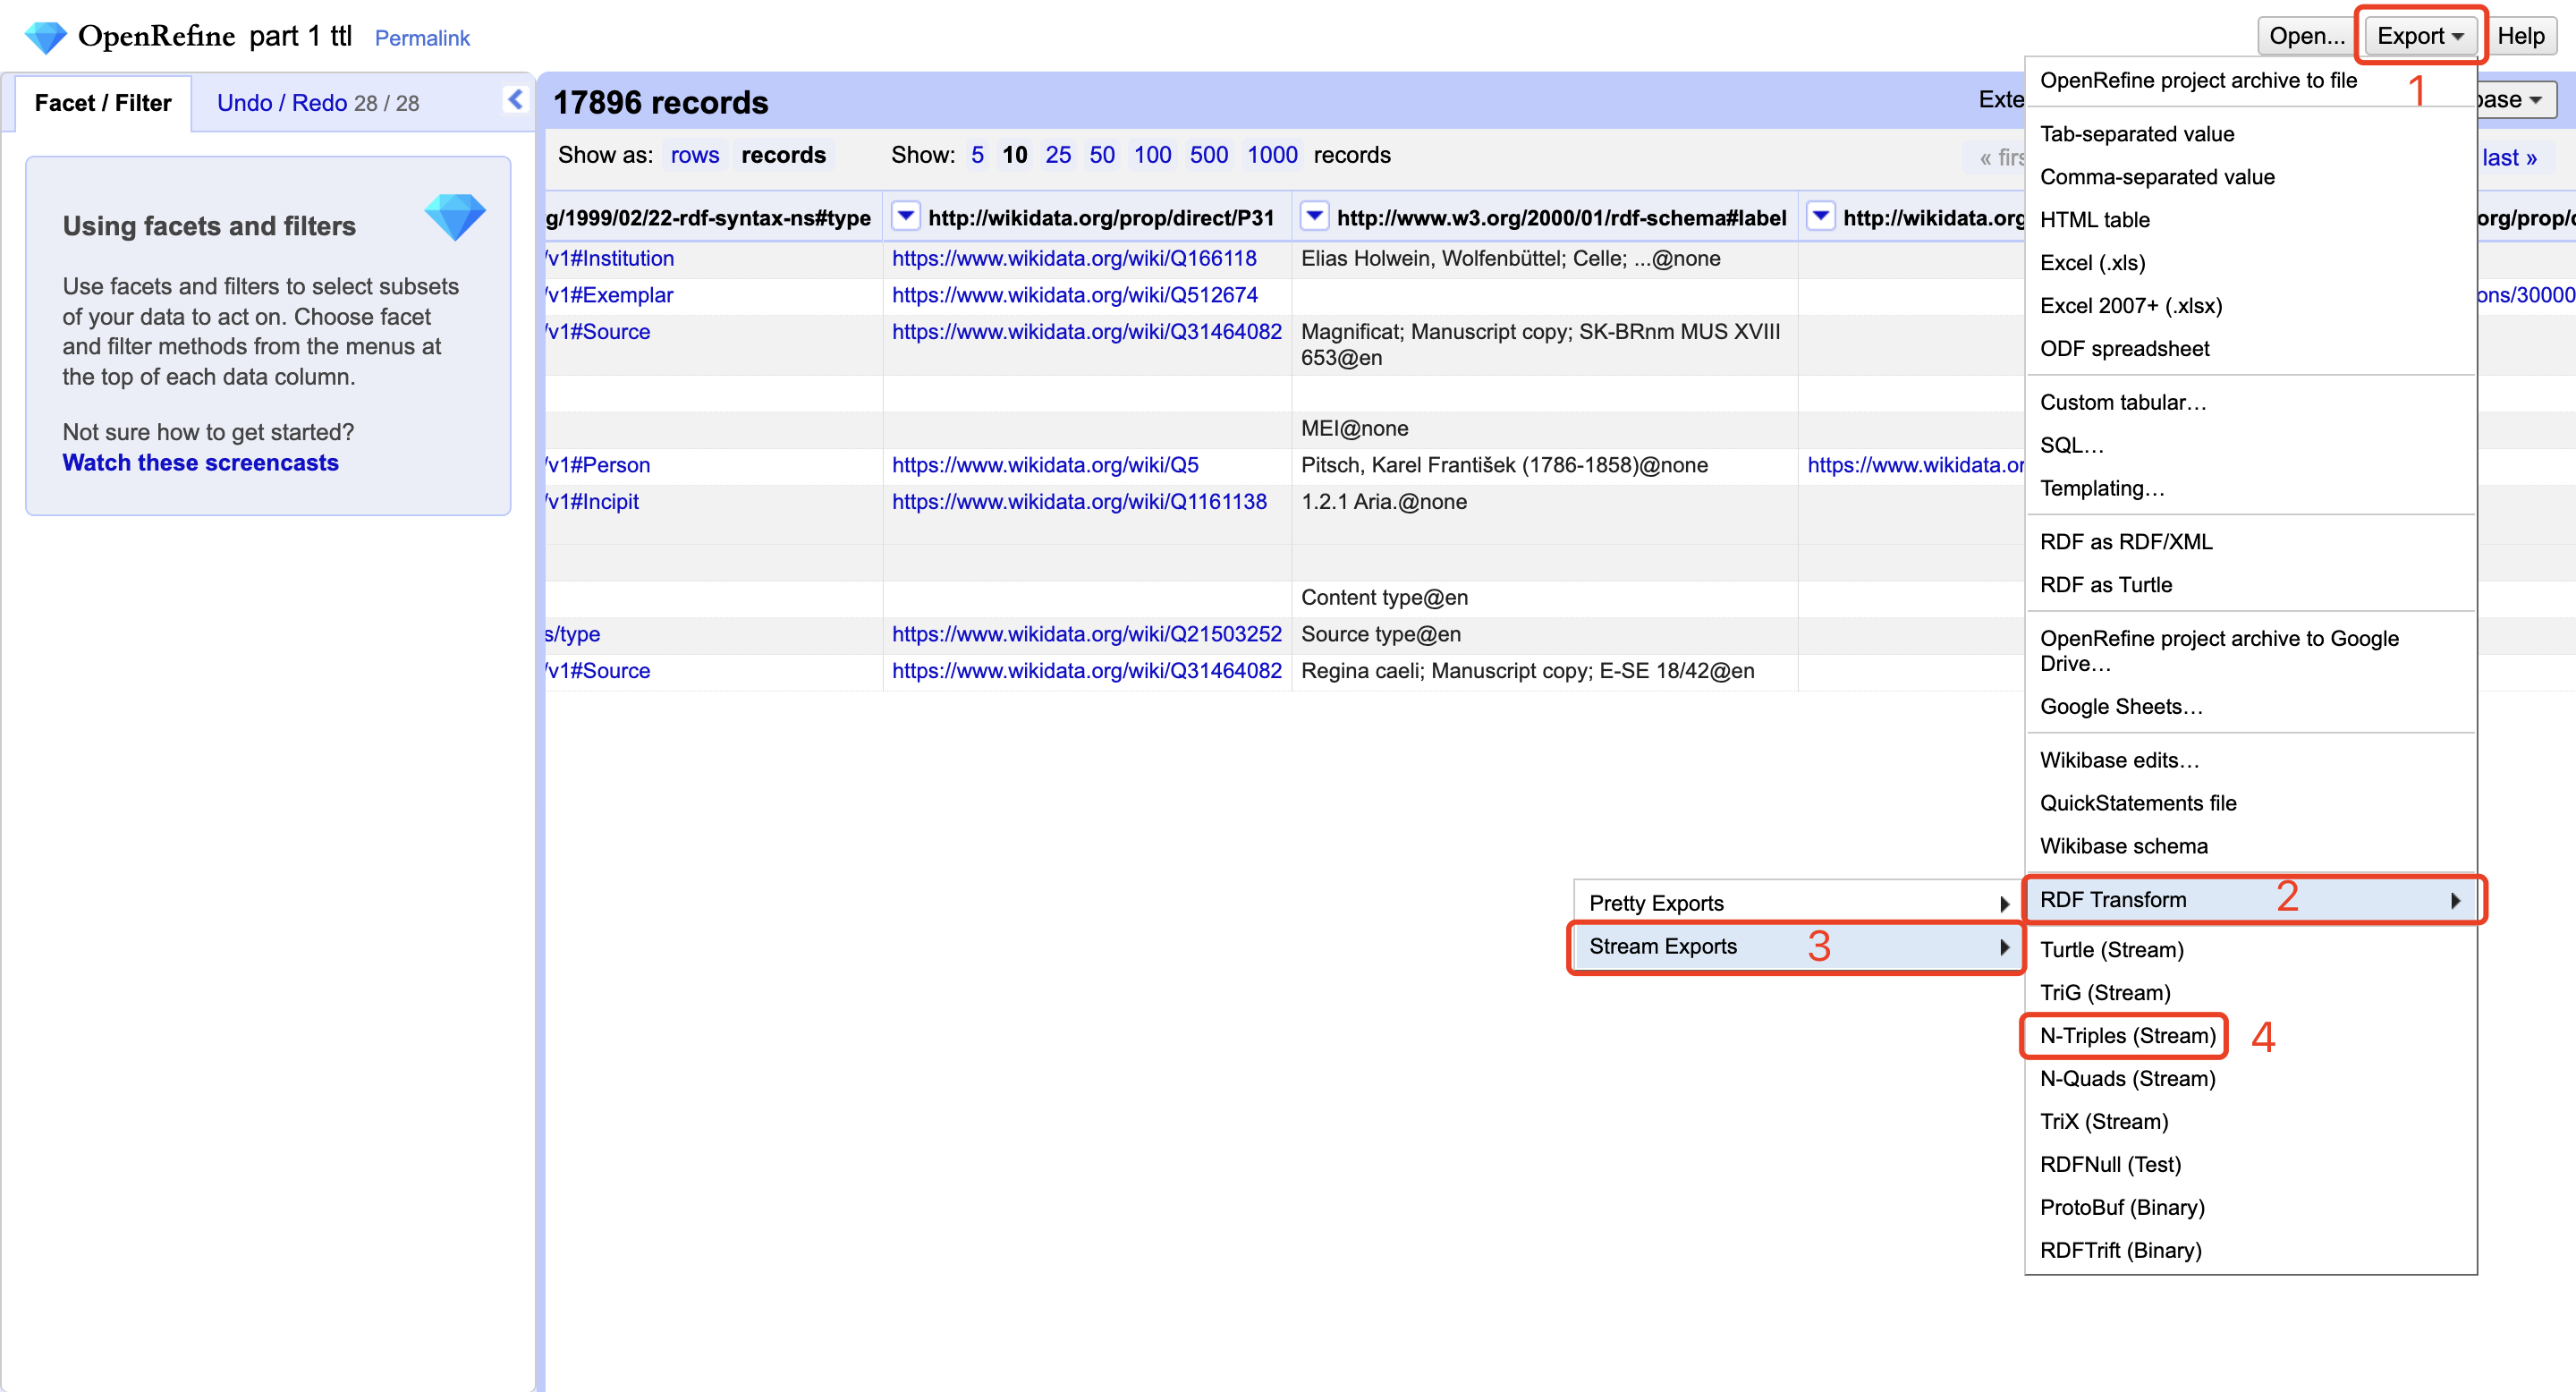 OpenRefine part 1 ttl Permalink
Open... Export Help
Facet / Filter Undo / Redo 28 / 28
Using facets and filters
Use facets and filters to select subsets
of your data to act on. Choose facet
and filter methods from the menus at
the top of each data column.
Not sure how to get started?
Watch these screencasts
17896 records
Exte
base
Show as: rows records Show: 5 10 25 50 100 500 1000 records
« firs
last »
g/1999/02/22-rdf-syntax-ns#type http://wikidata.org/prop/direct/P31 http://www.w3.org/2000/01/rdf-schema#label http://wikidata.org
org/prop/d
/v1#Institution https://www.wikidata.org/wiki/Q166118 Elias Holwein, Wolfenbüttel; Celle; ...@none
/v1#Exemplar https://www.wikidata.org/wiki/Q512674
ons/30000
/v1#Source https://www.wikidata.org/wiki/Q31464082 Magnificat; Manuscript copy; SK-BRnm MUS XVIII
653@en
MEI@none
/v1#Person https://www.wikidata.org/wiki/Q5 Pitsch, Karel František (1786-1858)@none https://www.wikidata.or
/v1#Incipit https://www.wikidata.org/wiki/Q1161138 1.2.1 Aria.@none
Content type@en
s/type https://www.wikidata.org/wiki/Q21503252 Source type@en
/v1#Source https://www.wikidata.org/wiki/Q31464082 Regina caeli; Manuscript copy; E-SE 18/42@en
OpenRefine project archive to file 1
Tab-separated value
Comma-separated value
HTML table
Excel (.xls)
Excel 2007+ (.xlsx)
ODF spreadsheet
Custom tabular…
SQL…
Templating…
RDF as RDF/XML
RDF as Turtle
OpenRefine project archive to Google
Drive…
Google Sheets…
Wikibase edits…
QuickStatements file
Wikibase schema
RDF Transform 2
Pretty Exports
Stream Exports 3
Turtle (Stream)
TriG (Stream)
N-Triples (Stream) 4
N-Quads (Stream)
TriX (Stream)
RDFNull (Test)
ProtoBuf (Binary)
RDFTrift (Binary)